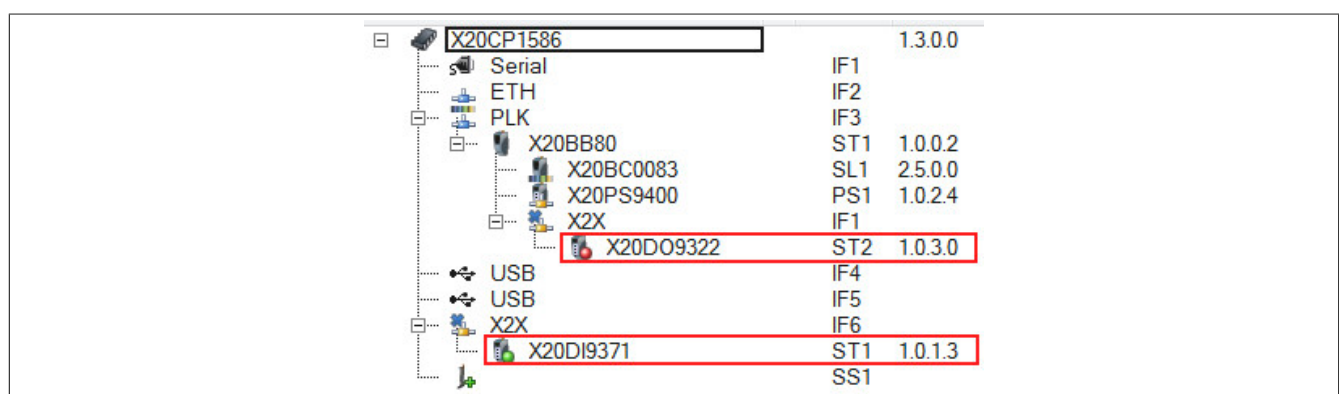 X20CP1586 1.3.0.0
Serial IF1
ETH IF2
PLK IF3
X20BB80 ST1 1.0.0.2
X20BC0083 SL1 2.5.0.0
X20PS9400 PS1 1.0.2.4
X2X IF1
X20DO9322 ST2 1.0.3.0
USB IF4
USB IF5
X2X IF6
X20DI9371 ST1 1.0.1.3
SS1